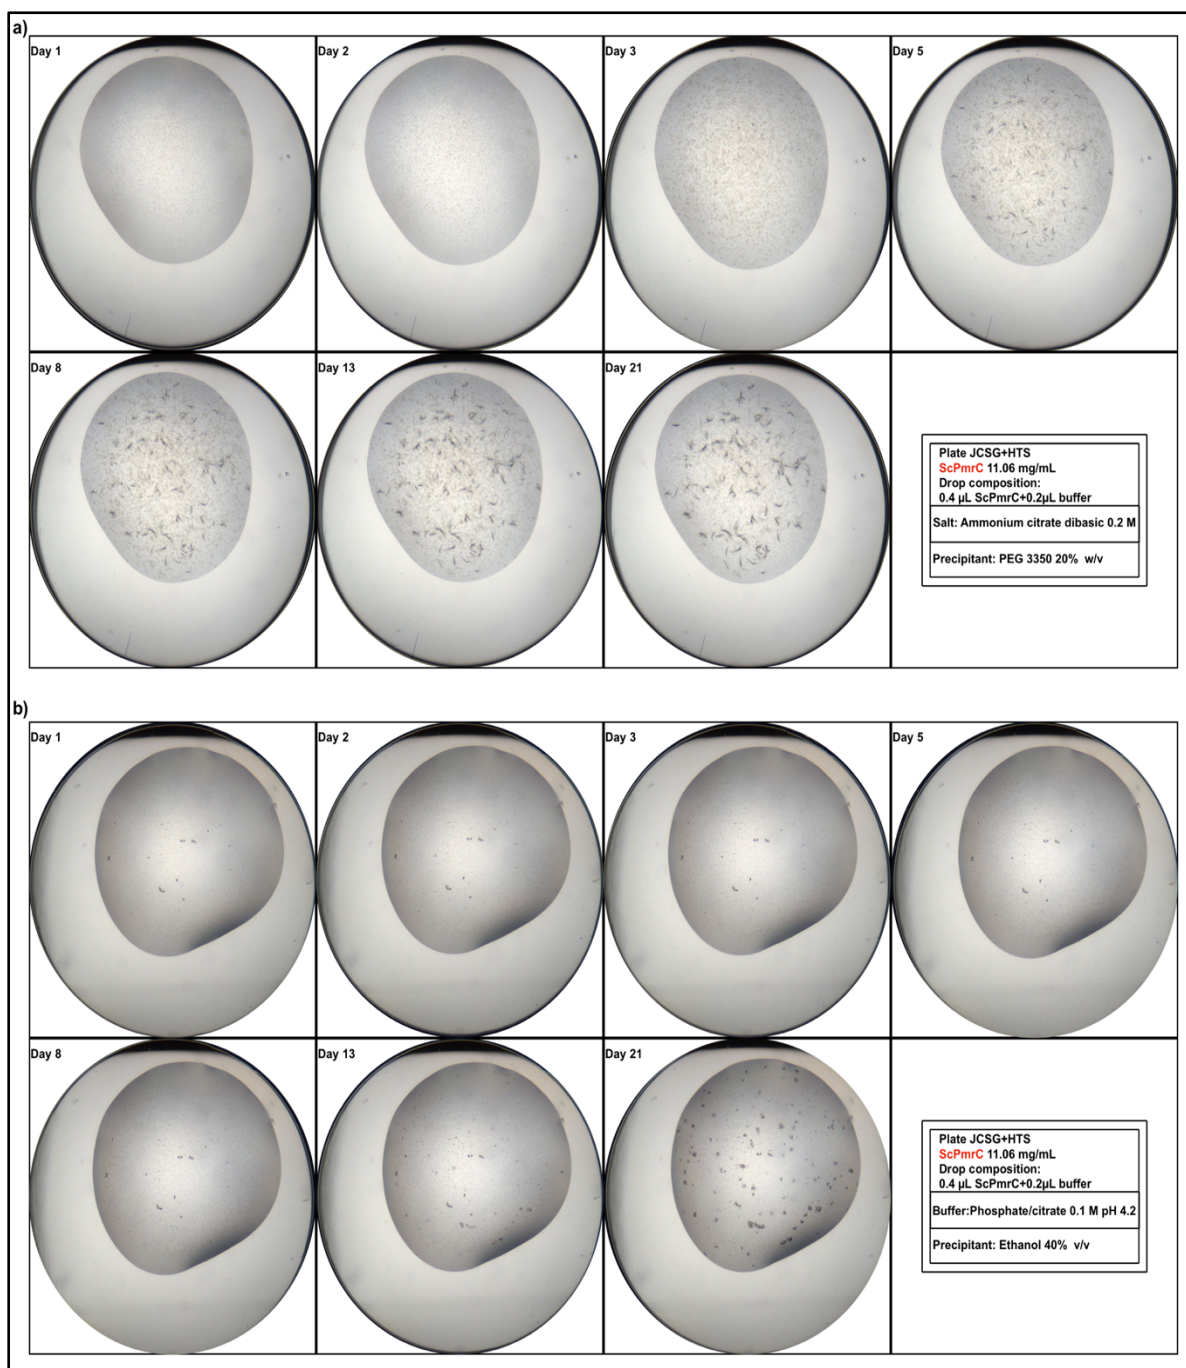 a)
Day 1
Day 2
Day 3
Day 5
Day 8
Day 13
Day 21
Plate JCSG+HTS
ScPmrC 11.06 mg/mL
Drop composition:
0.4 µL ScPmrC+0.2µL buffer
Salt: Ammonium citrate dibasic 0.2 M
Precipitant: PEG 3350 20% w/v
b)
Day 1
Day 2
Day 3
Day 5
Day 8
Day 13
Day 21
Plate JCSG+HTS
ScPmrC 11.06 mg/mL
Drop composition:
0.4 µL ScPmrC+0.2µL buffer
Buffer:Phosphate/citrate 0.1 M pH 4.2
Precipitant: Ethanol 40% v/v